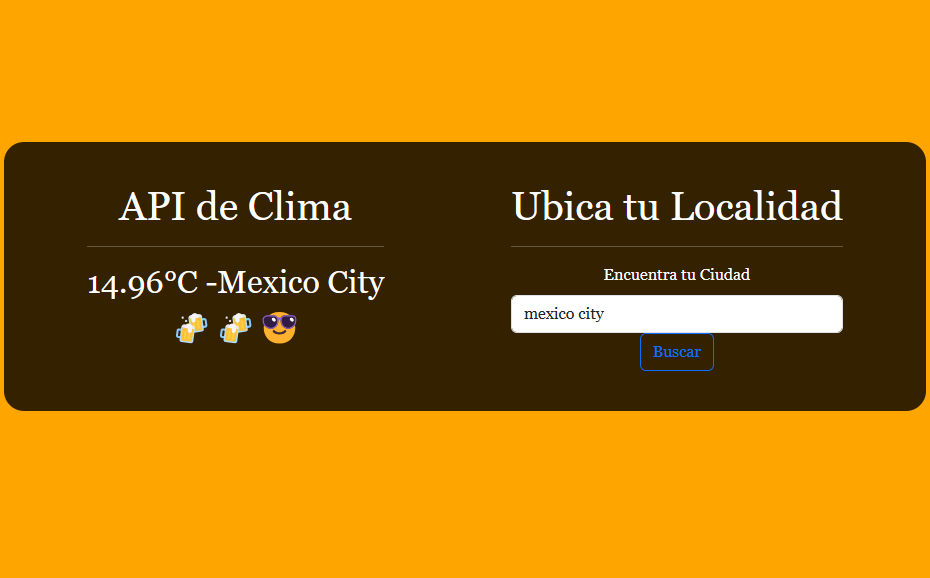 API de Clima
14.96°C -Mexico City
🍻 🍻 😎
Ubica tu Localidad
Encuentra tu Ciudad
mexico city
Buscar